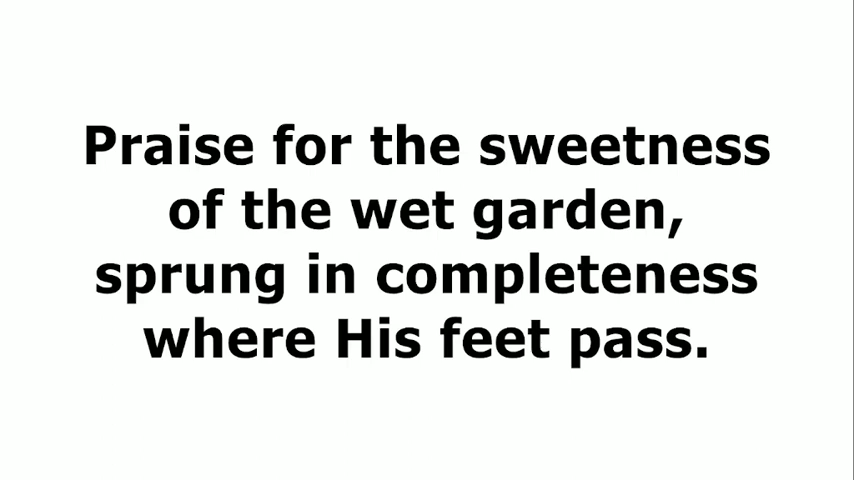 Praise for the sweetness
of the wet garden,
sprung in completeness
where His feet pass.